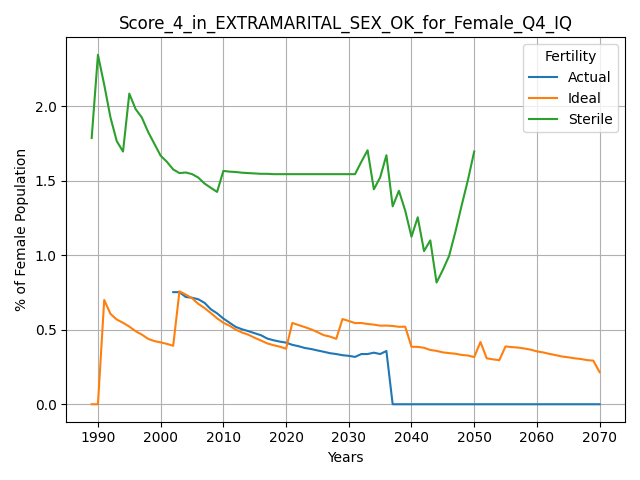 Score_4_in_EXTRAMARITAL_SEX_OK_for_Female_Q4_IQ
Fertility
Actual
Ideal
Sterile
% of Female Population
2.0
1.5
1.0
0.5
0.0
1990 2000 2010 2020 2030 2040 2050 2060 2070
Years